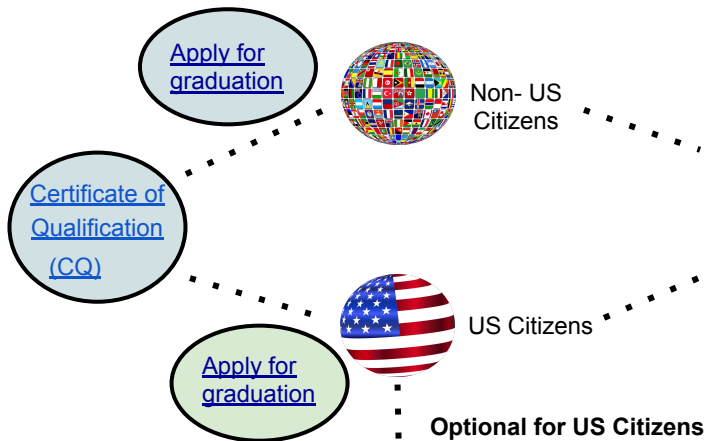 Apply for
graduation
Non- US
Citizens
Certificate of
Qualification
(CQ)
US Citizens
Apply for
graduation
Optional for US Citizens